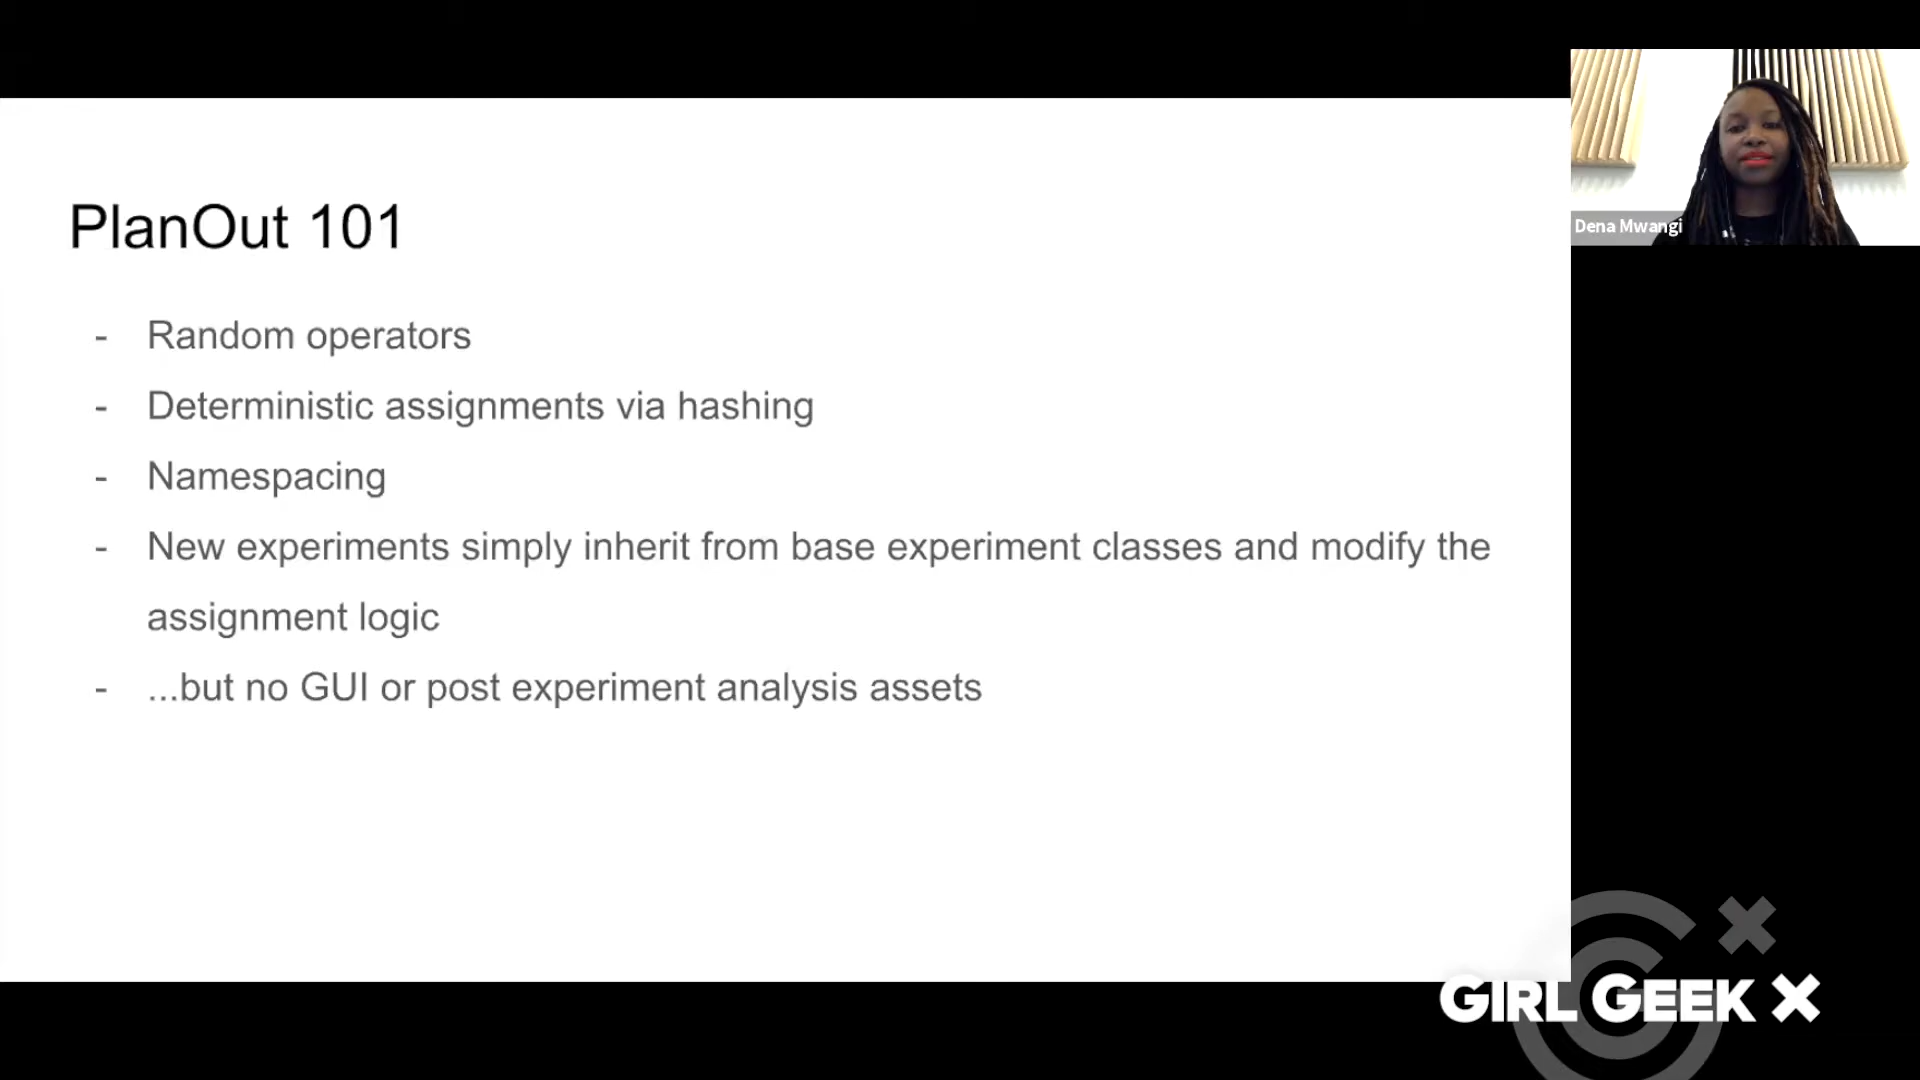 PlanOut 101
- Random operators
- Deterministic assignments via hashing
- Namespacing
- New experiments simply inherit from base experiment classes and modify the
assignment logic
- ...but no GUI or post experiment analysis assets
Dena Mwangi
GIRL GEEK X